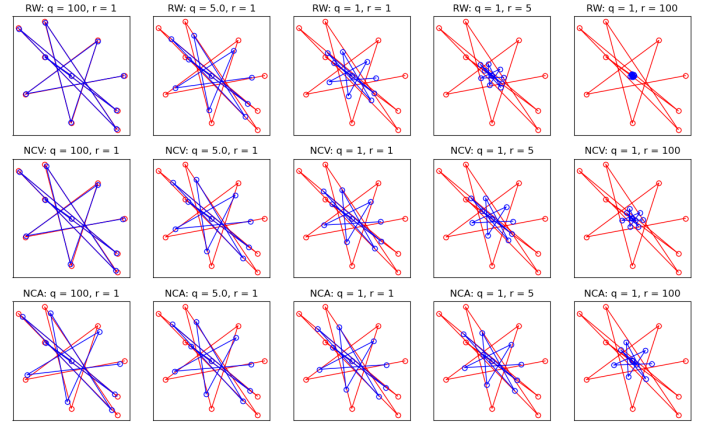 RW: q = 100, r = 1
RW: q = 5.0, r = 1
RW: q = 1, r = 1
RW: q = 1, r = 5
RW: q = 1, r = 100
NCV: q = 100, r = 1
NCV: q = 5.0, r = 1
NCV: q = 1, r = 1
NCV: q = 1, r = 5
NCV: q = 1, r = 100
NCA: q = 100, r = 1
NCA: q = 5.0, r = 1
NCA: q = 1, r = 1
NCA: q = 1, r = 5
NCA: q = 1, r = 100